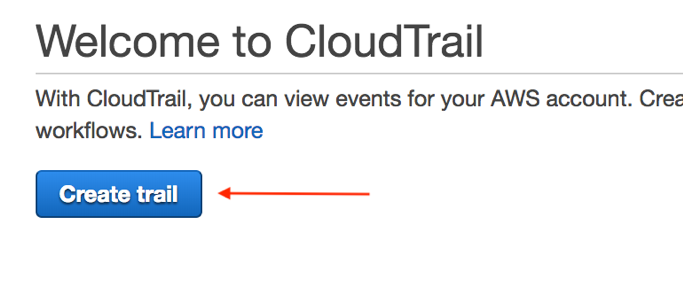 Welcome to CloudTrail
With CloudTrail, you can view events for your AWS account. Crea
workflows. Learn more
Create trail